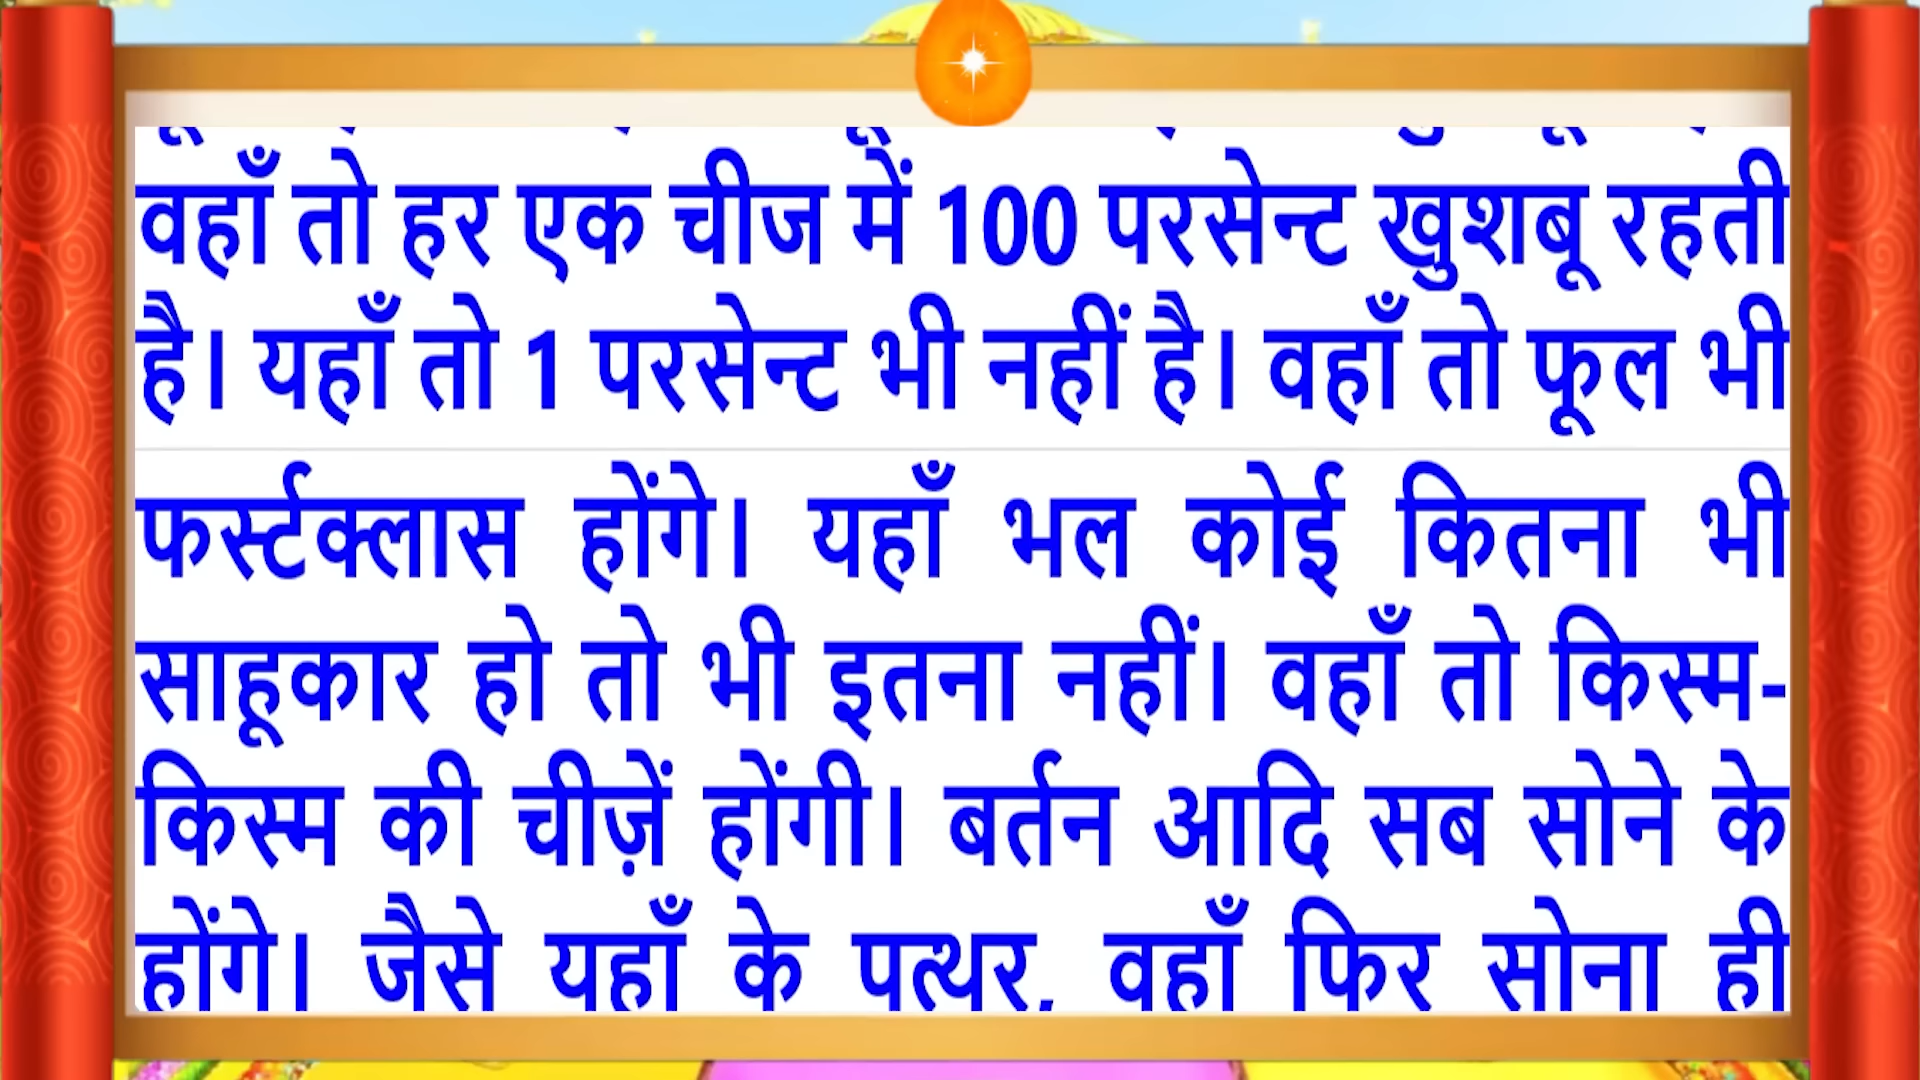 वहाँ तो हर एक चीज में 100 परसेन्ट खुशबू रहती
है। यहाँ तो 1 परसेन्ट भी नहीं है। वहाँ तो फूल भी
फर्स्टक्लास होंगे। यहाँ भल कोई कितना भी
साहूकार हो तो भी इतना नहीं। वहाँ तो किस्म-
किस्म की चीज़ें होंगी। बर्तन आदि सब सोने के
होंगे। जैसे यहाँ के पत्थर, वहाँ फिर सोना ही